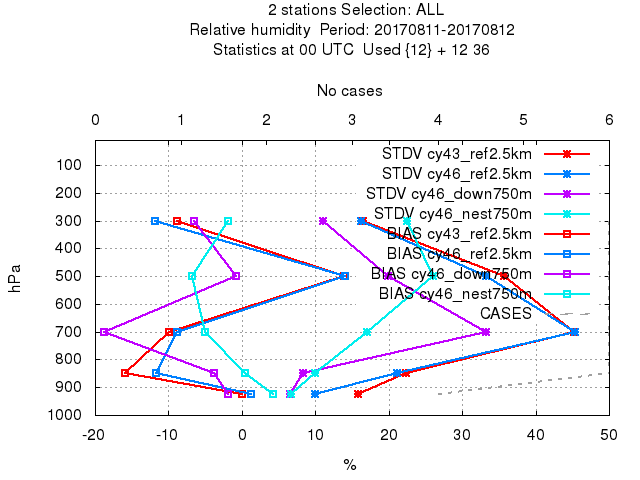 2 stations Selection: ALL
Relative humidity Period: 20170811-20170812
Statistics at 00 UTC Used {12} + 12 36
No cases
0 1 2 3 4 5 6
STDV cy43_ref2.5km
STDV cy46_ref2.5km
STDV cy46_down750m
STDV cy46_nest750m
BIAS cy43_ref2.5km
BIAS cy46_ref2.5km
BIAS cy46_down750m
BIAS cy46_nest750m
CASES
hPa
100
200
300
400
500
600
700
800
900
1000
-20 -10 0 10 20 30 40 50
%